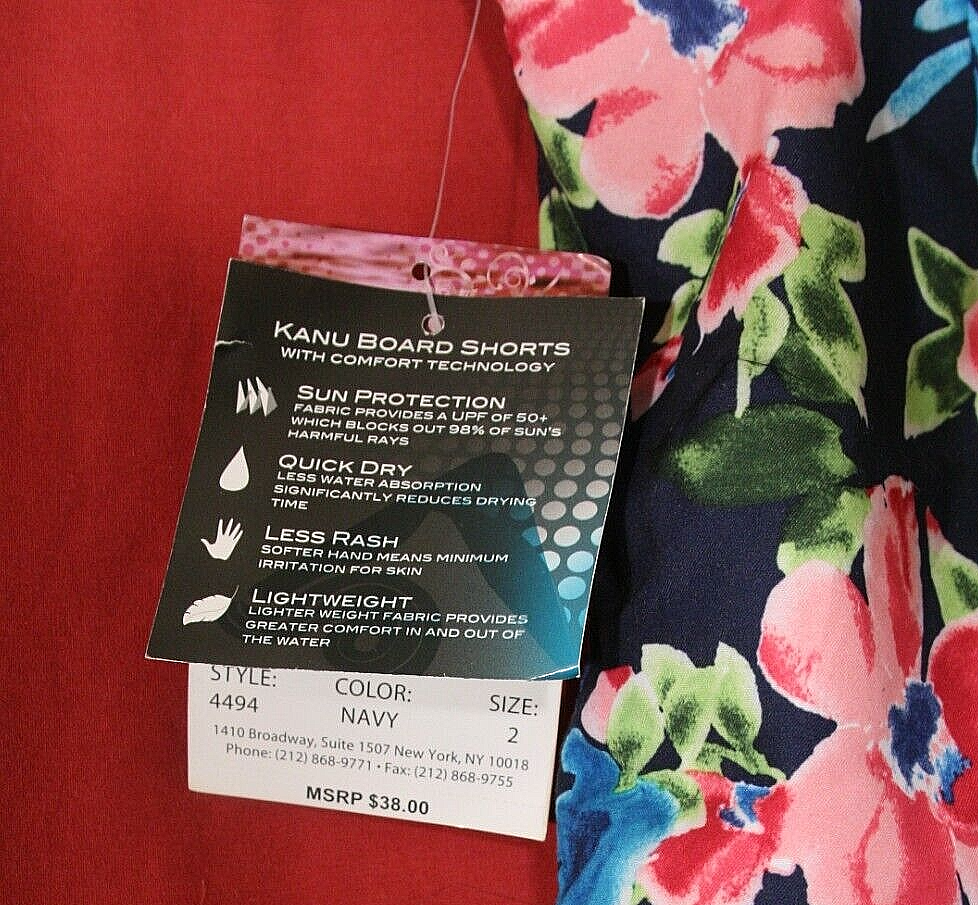 KANU BOARD SHORTS
WITH COMFORT TECHNOLOGY
SUN PROTECTION
FABRIC PROVIDES A UPF OF 50+
WHICH BLOCKS OUT 98% OF SUN'S
HARMFUL RAYS
QUICK DRY
LESS WATER ABSORPTION
SIGNIFICANTLY REDUCES DRYING
TIME
LESS RASH
SOFTER HAND MEANS MINIMUM
IRRITATION FOR SKIN
LIGHTWEIGHT
LIGHTER WEIGHT FABRIC PROVIDES
GREATER COMFORT IN AND OUT OF
THE WATER
STYLE: COLOR: SIZE:
4494 NAVY 2
1410 Broadway, Suite 1507 New York, NY 10018
Phone: (212) 868-9771 • Fax: (212) 868-9755
MSRP $38.00